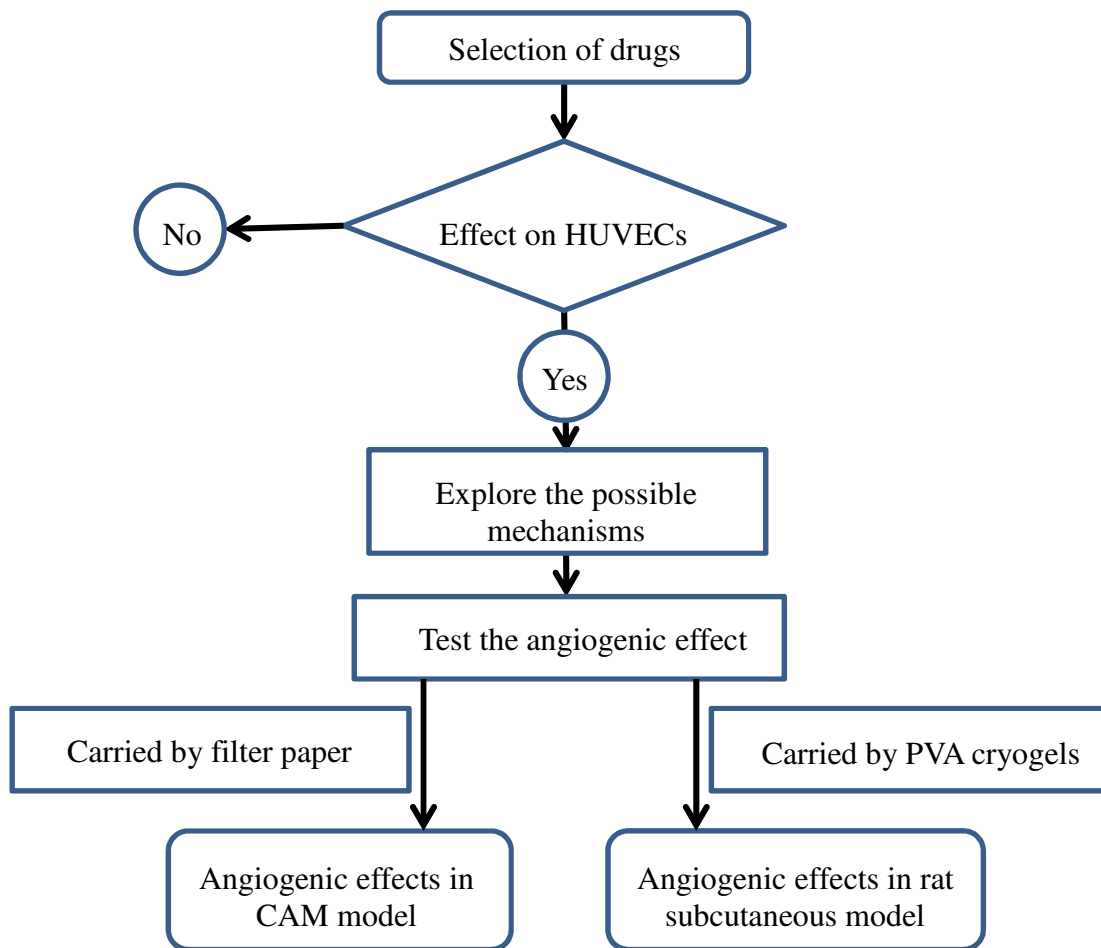 Selection of drugs
Effect on HUVECs
No
Yes
Explore the possible
mechanisms
Test the angiogenic effect
Carried by filter paper
Carried by PVA cryogels
Angiogenic effects in
CAM model
Angiogenic effects in rat
subcutaneous model